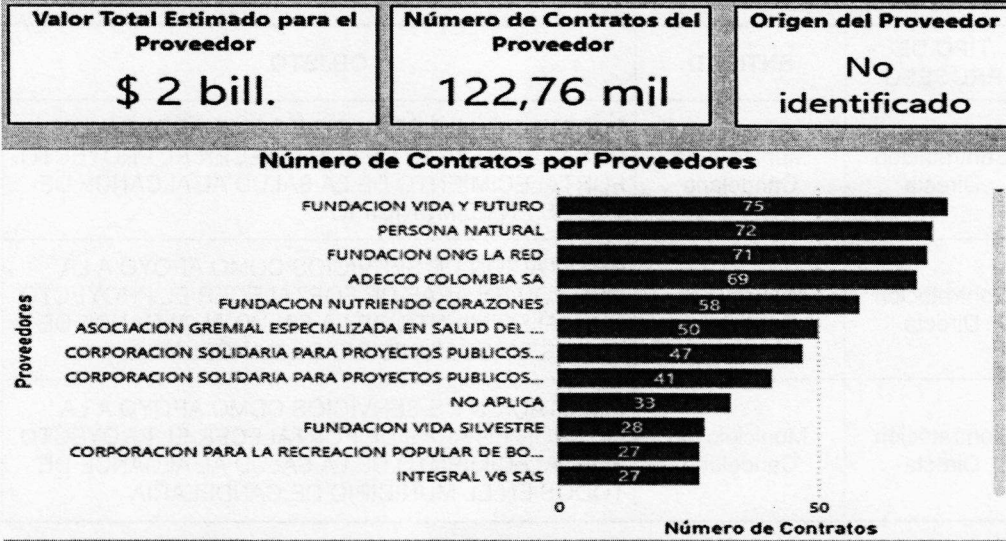 Valor Total Estimado para el
Proveedor
$ 2 bill.
Número de Contratos del
Proveedor
122,76 mil
Origen del Proveedor
No
identificado
Número de Contratos por Proveedores
Proveedores
FUNDACION VIDA Y FUTURO 75
PERSONA NATURAL 72
FUNDACION ONG LA RED 71
ADECCO COLOMBIA SA 69
FUNDACION NUTRIENDO CORAZONES 58
ASOCIACION GREMIAL ESPECIALIZADA EN SALUD DEL ... 50
CORPORACION SOLIDARIA PARA PROYECTOS PUBLICOS... 47
CORPORACION SOLIDARIA PARA PROYECTOS PUBLICOS... 41
NO APLICA 33
FUNDACION VIDA SILVESTRE 28
CORPORACION PARA LA RECREACION POPULAR DE BO... 27
INTEGRAL V6 SAS 27
0 50
Número de Contratos